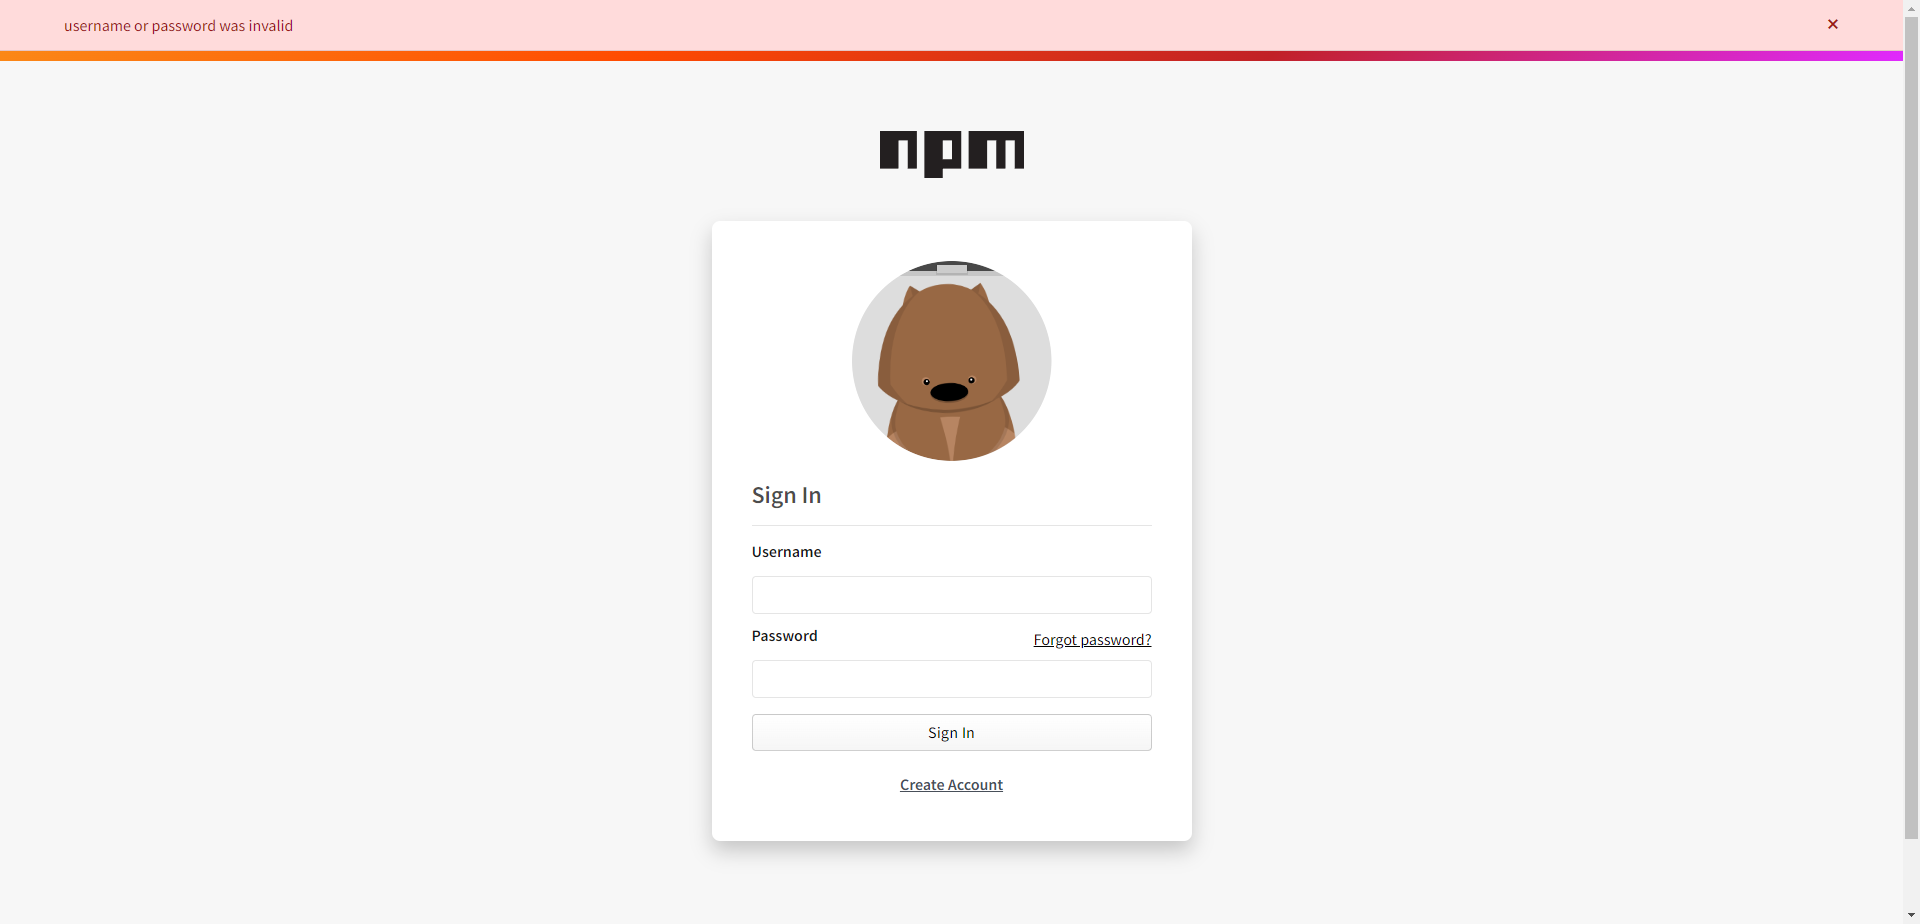 username or password was invalid
×
npm
Sign In
Username
Password
Forgot password?
Sign In
Create Account